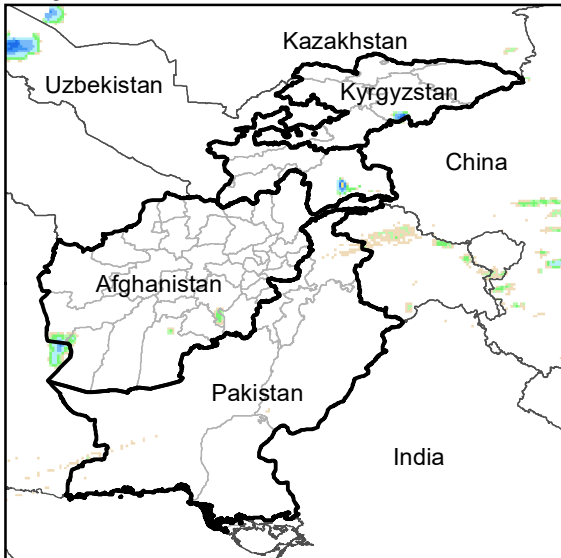 Kazakhstan
Uzbekistan
Kyrgyzstan
China
Afghanistan
Pakistan
India